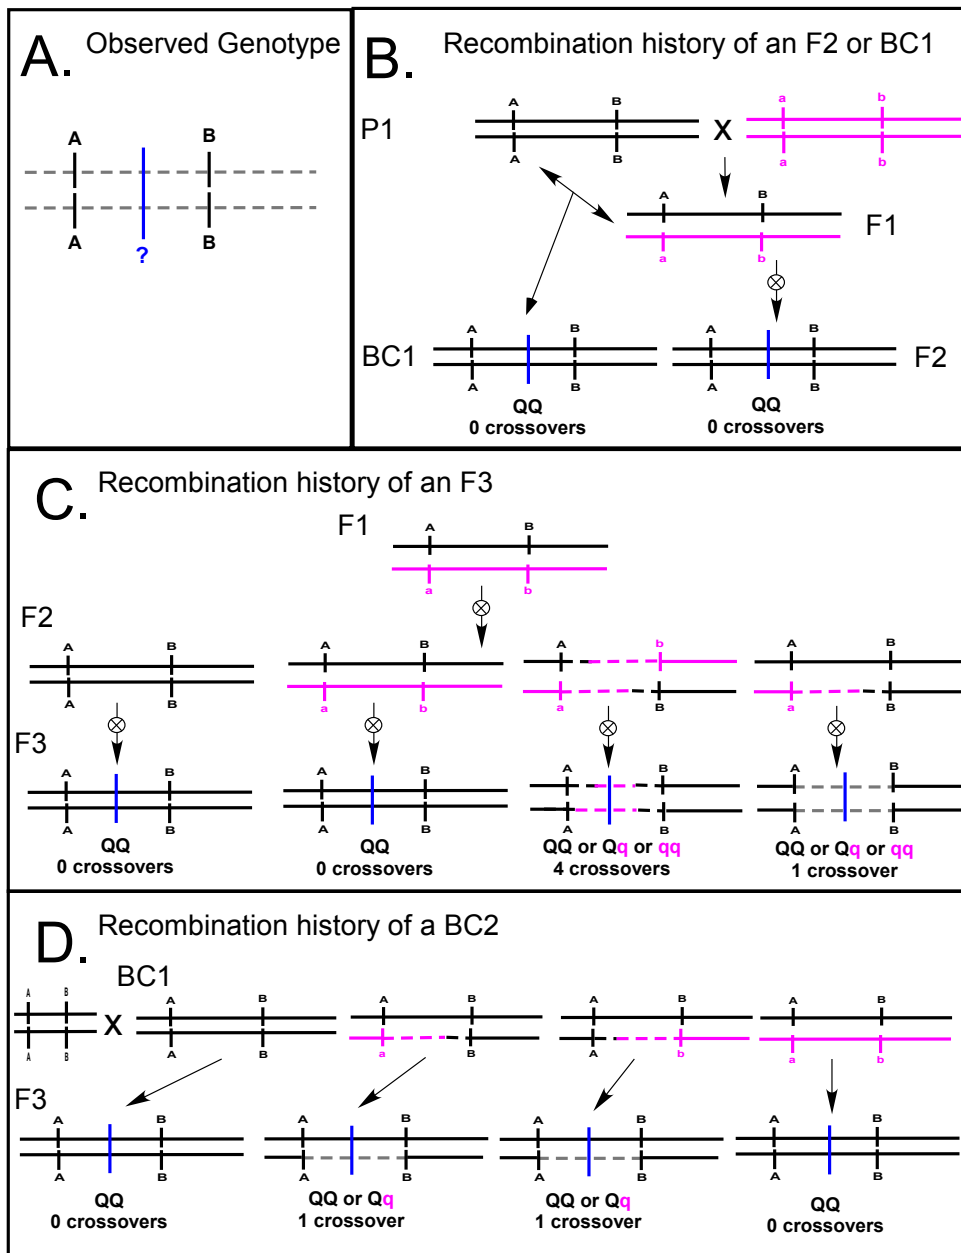 A. Observed Genotype
A B
A B
?
B. Recombination history of an F2 or BC1
A B a b
P1 X
A B a b
A B
F1
a b
A B A B
BC1 F2
A B A B
QQ QQ
0 crossovers 0 crossovers
C. Recombination history of an F3
F1
A B
a b
F2
A B A B A b A B
A B a b a B a B
F3
A B A B A B A B
A B A B A B A B
QQ QQ QQ or Qq or qq QQ or Qq or qq
0 crossovers 0 crossovers 4 crossovers 1 crossover
D. Recombination history of a BC2
BC1
A B A B A B A B A B
X
A B A B a B A b a b
F3
A B A B A B A B
A B A B A B A B
QQ QQ or Qq QQ or Qq QQ
0 crossovers 1 crossover 1 crossover 0 crossovers